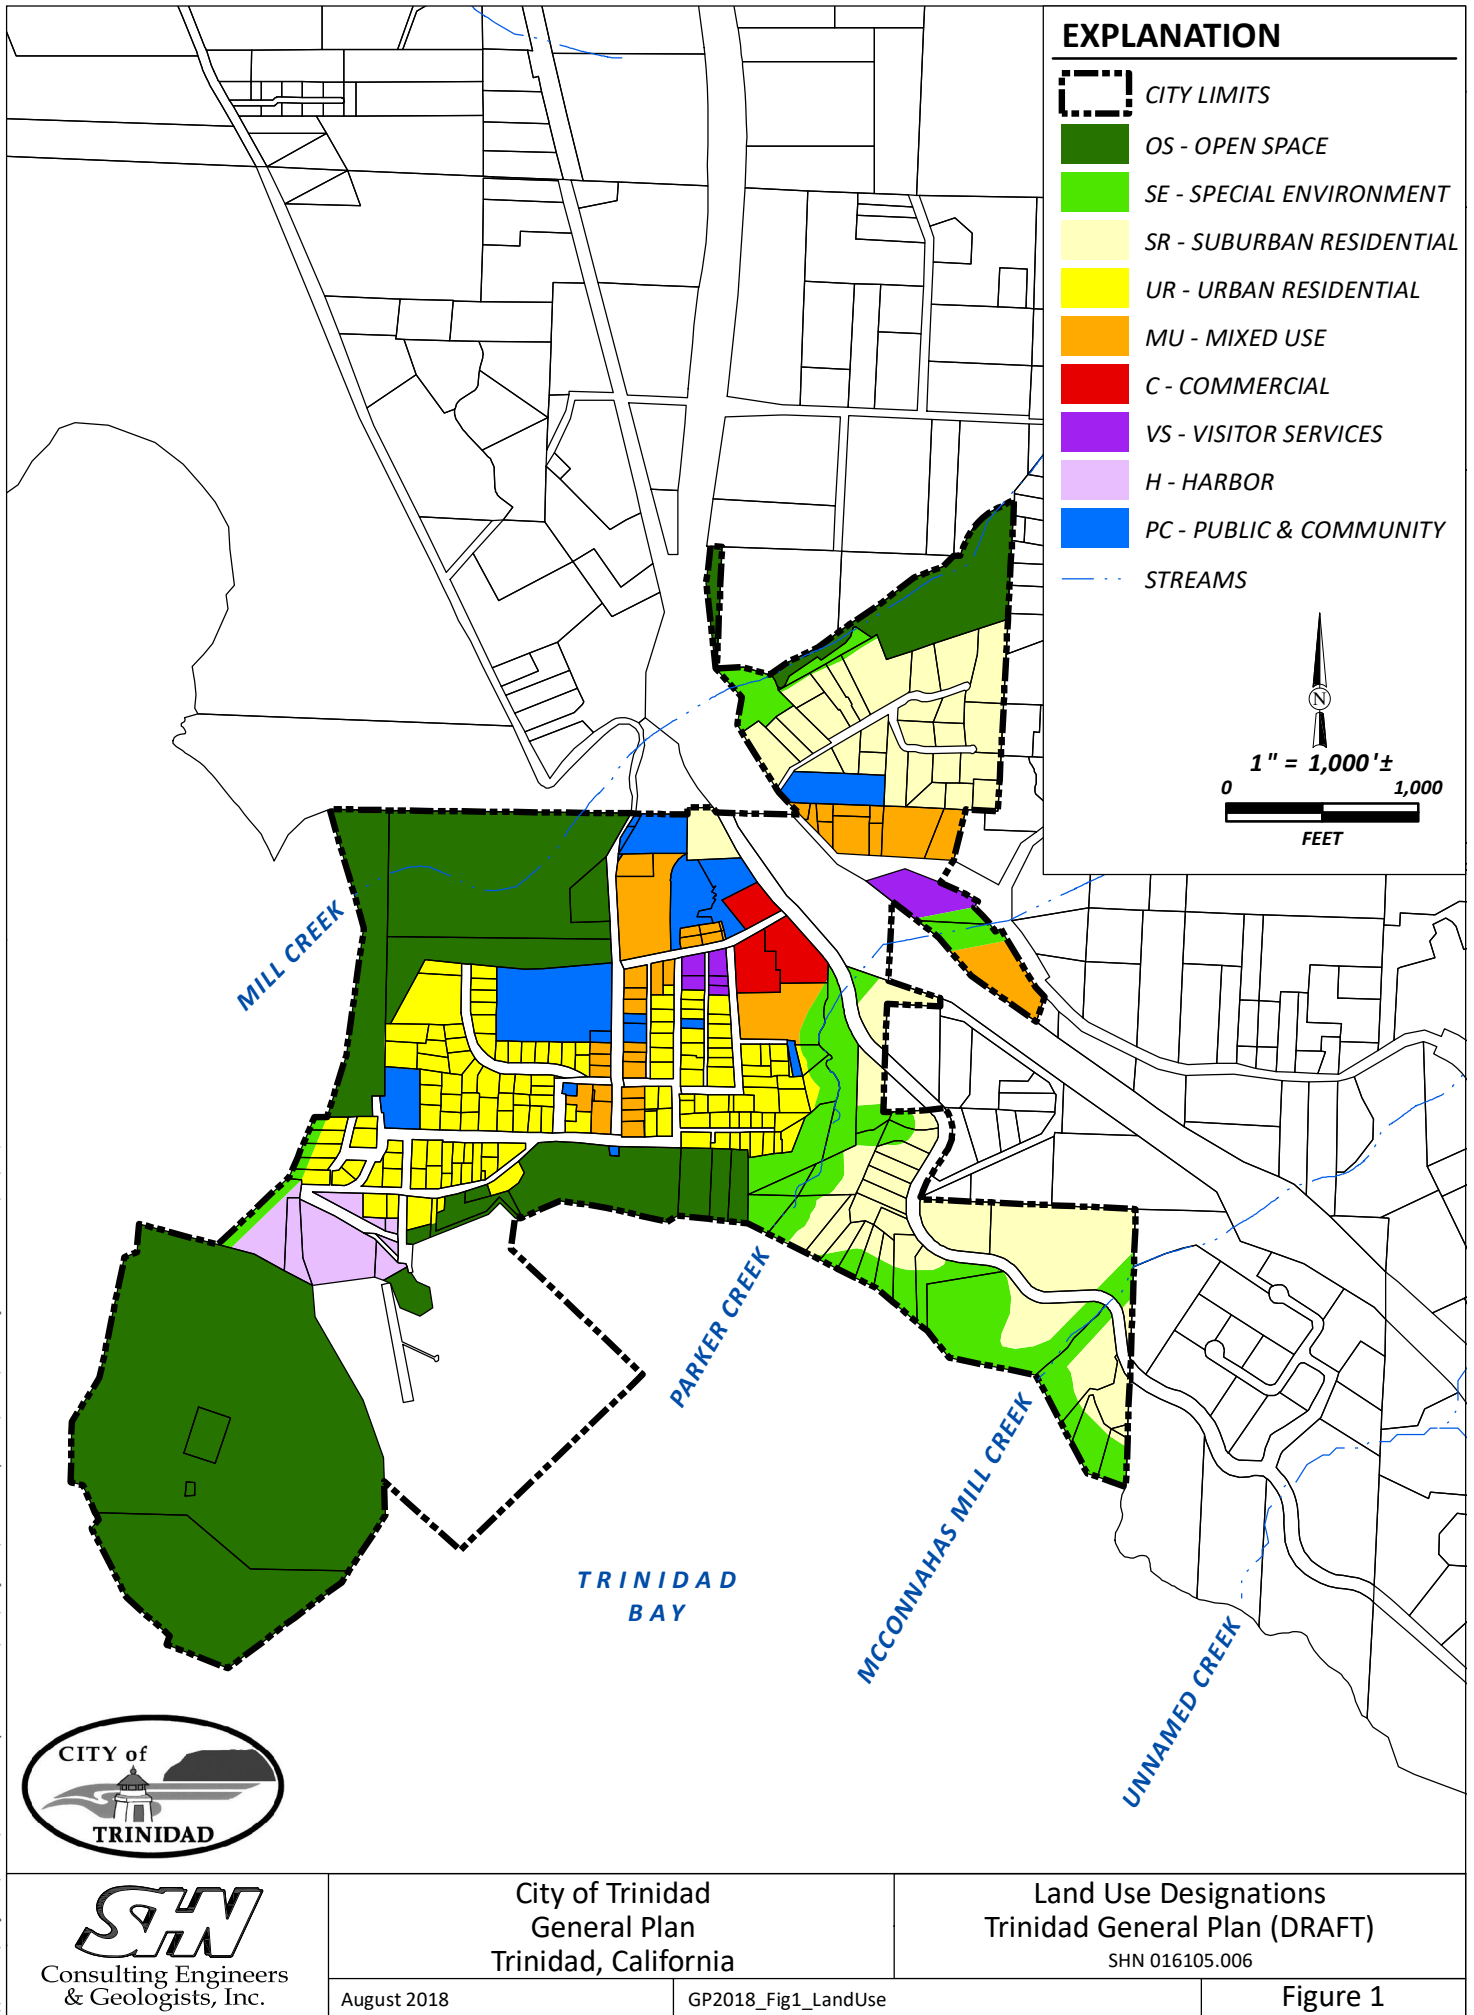 EXPLANATION
CITY LIMITS
OS - OPEN SPACE
SE - SPECIAL ENVIRONMENT
SR - SUBURBAN RESIDENTIAL
UR - URBAN RESIDENTIAL
MU - MIXED USE
C - COMMERCIAL
VS - VISITOR SERVICES
H - HARBOR
PC - PUBLIC & COMMUNITY
STREAMS
N
1" = 1,000'±
0 1,000
FEET
MILL CREEK
PARKER CREEK
MCCONNAHAS MILL CREEK
UNNAMED CREEK
TRINIDAD
BAY
CITY of
TRINIDAD
SHN
Consulting Engineers
& Geologists, Inc.
City of Trinidad
General Plan
Trinidad, California
Land Use Designations
Trinidad General Plan (DRAFT)
SHN 016105.006
August 2018
GP2018_Fig1_LandUse
Figure 1